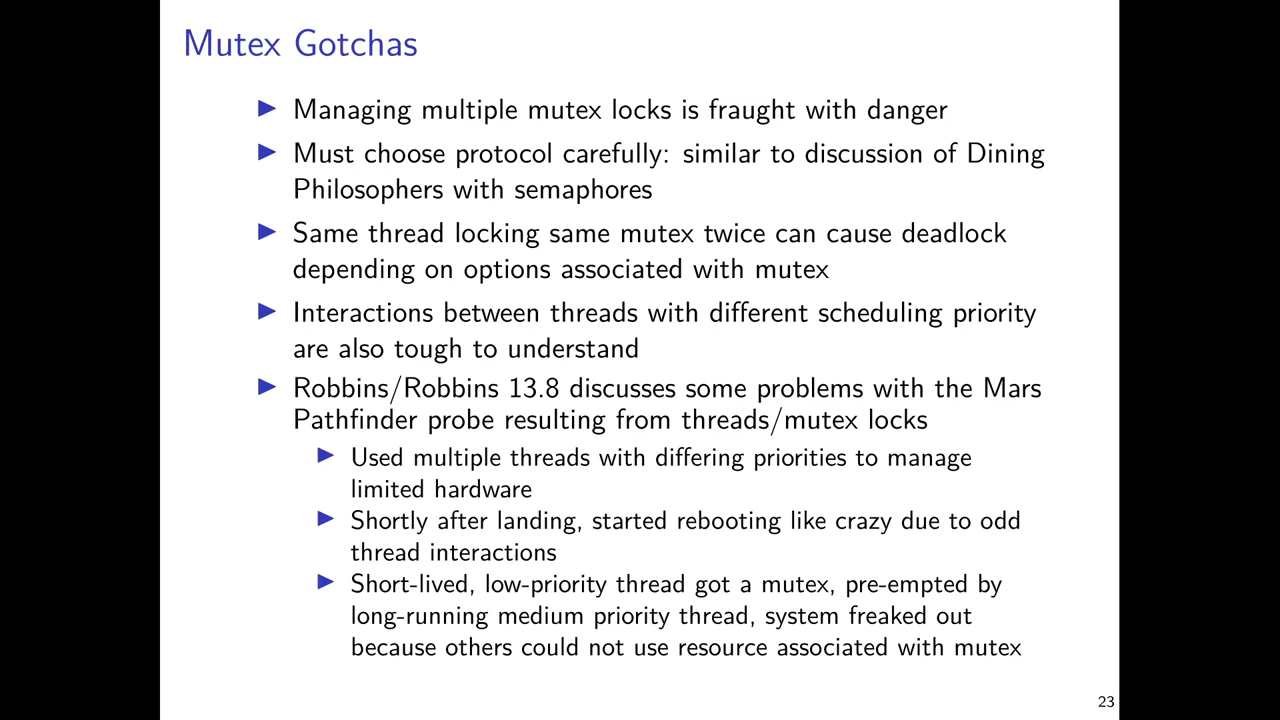 Mutex Gotchas
▶ Managing multiple mutex locks is fraught with danger
▶ Must choose protocol carefully: similar to discussion of Dining
Philosophers with semaphores
▶ Same thread locking same mutex twice can cause deadlock
depending on options associated with mutex
▶ Interactions between threads with different scheduling priority
are also tough to understand
▶ Robbins/Robbins 13.8 discusses some problems with the Mars
Pathfinder probe resulting from threads/mutex locks
▶ Used multiple threads with differing priorities to manage
limited hardware
▶ Shortly after landing, started rebooting like crazy due to odd
thread interactions
▶ Short-lived, low-priority thread got a mutex, pre-empted by
long-running medium priority thread, system freaked out
because others could not use resource associated with mutex
23